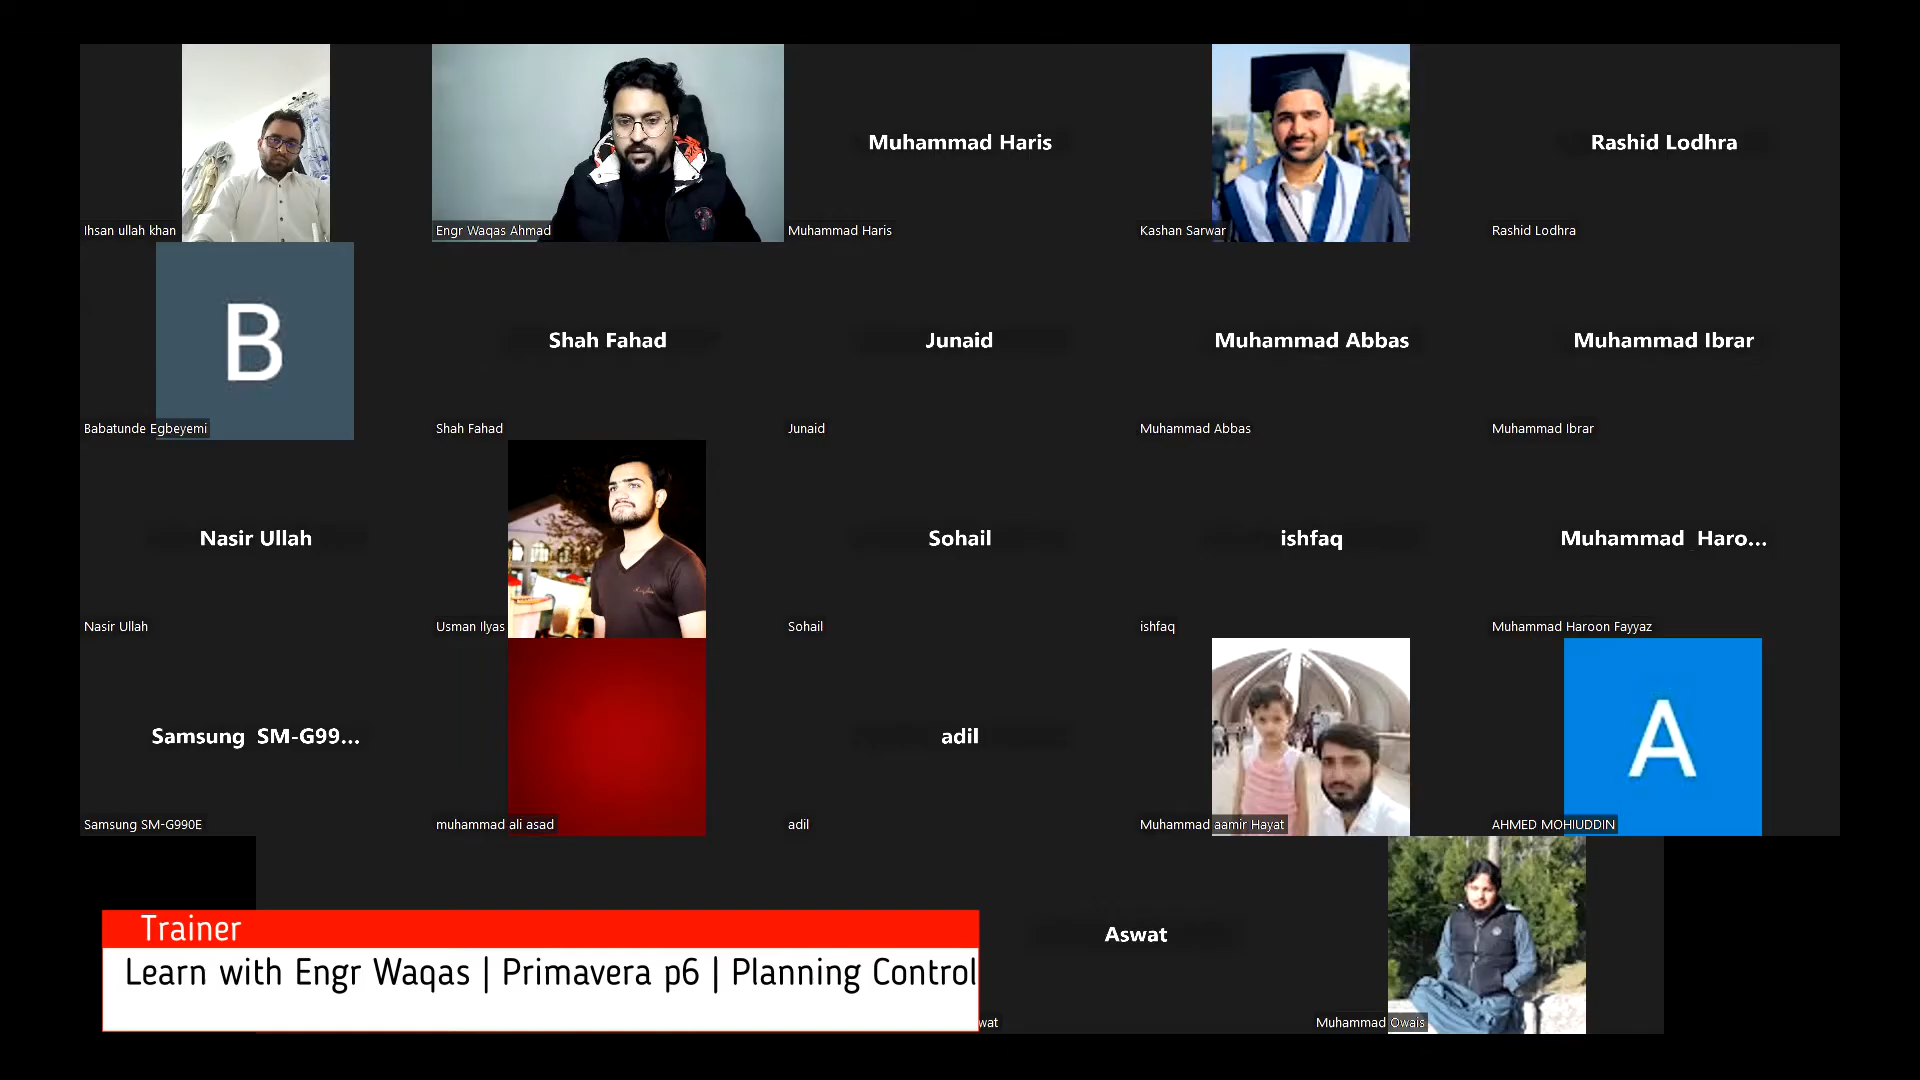 Ihsan ullah khan
Engr Waqas Ahmad
Muhammad Haris
Muhammad Haris
Kashan Sarwar
Rashid Lodhra
Rashid Lodhra
B
Babatunde Egbeyemi
Shah Fahad
Shah Fahad
Junaid
Junaid
Muhammad Abbas
Muhammad Abbas
Muhammad Ibrar
Muhammad Ibrar
Nasir Ullah
Nasir Ullah
Usman Ilyas
Sohail
Sohail
ishfaq
ishfaq
Muhammad Haro...
Muhammad Haroon Fayyaz
Samsung SM-G99...
Samsung SM-G990E
muhammad ali asad
adil
adil
Muhammad aamir Hayat
A
AHMED MOHIUDDIN
Trainer
Learn with Engr Waqas | Primavera p6 | Planning Control
Aswat
wat
Muhammad Owais